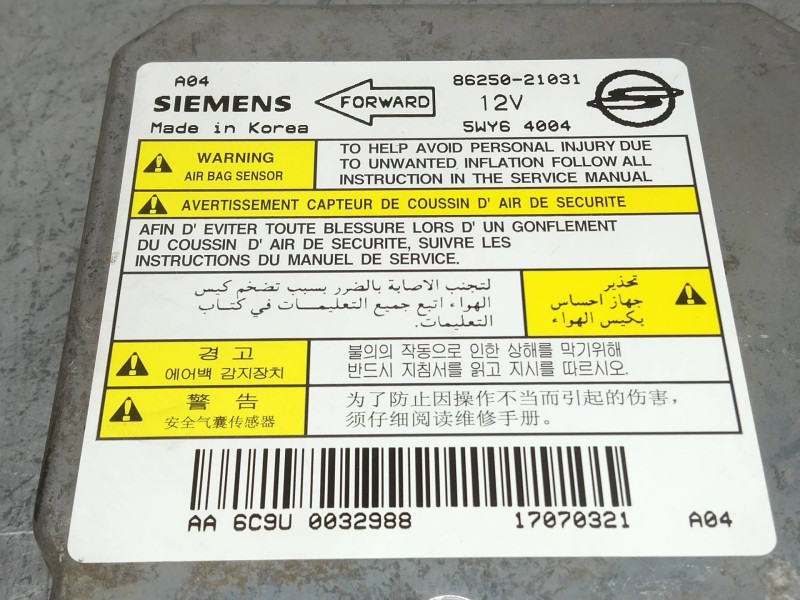 A04
SIEMENS
Made in Korea
FORWARD
86250-21031
12V
5WY6 4004
WARNING
AIR BAG SENSOR
TO HELP AVOID PERSONAL INJURY DUE
TO UNWANTED INFLATION FOLLOW ALL
INSTRUCTION IN THE SERVICE MANUAL
AVERTISSEMENT CAPTEUR DE COUSSIN D' AIR DE SECURITE
AFIN D' EVITER TOUTE BLESSURE LORS D' UN GONFLEMENT
DU COUSSIN D' AIR DE SECURITE, SUIVRE LES
INSTRUCTIONS DU MANUEL DE SERVICE.
تحذير
جهاز احساس
بكيس الهواء
لتجنب الاصابة بالضرر بسبب تضخم كيس
الهواء اتبع جميع التعليمـــات في كتـاب
التعليمات.
경 고
에어백 감지장치
불의의 작동으로 인한 상해를 막기위해
반드시 지침서를 읽고 지시를 따르시오.
警 告
安全气囊传感器
为了防止因操作不当而引起的伤害,
须仔细阅读维修手册。
AA 6C9U 0032988
17070321
A04